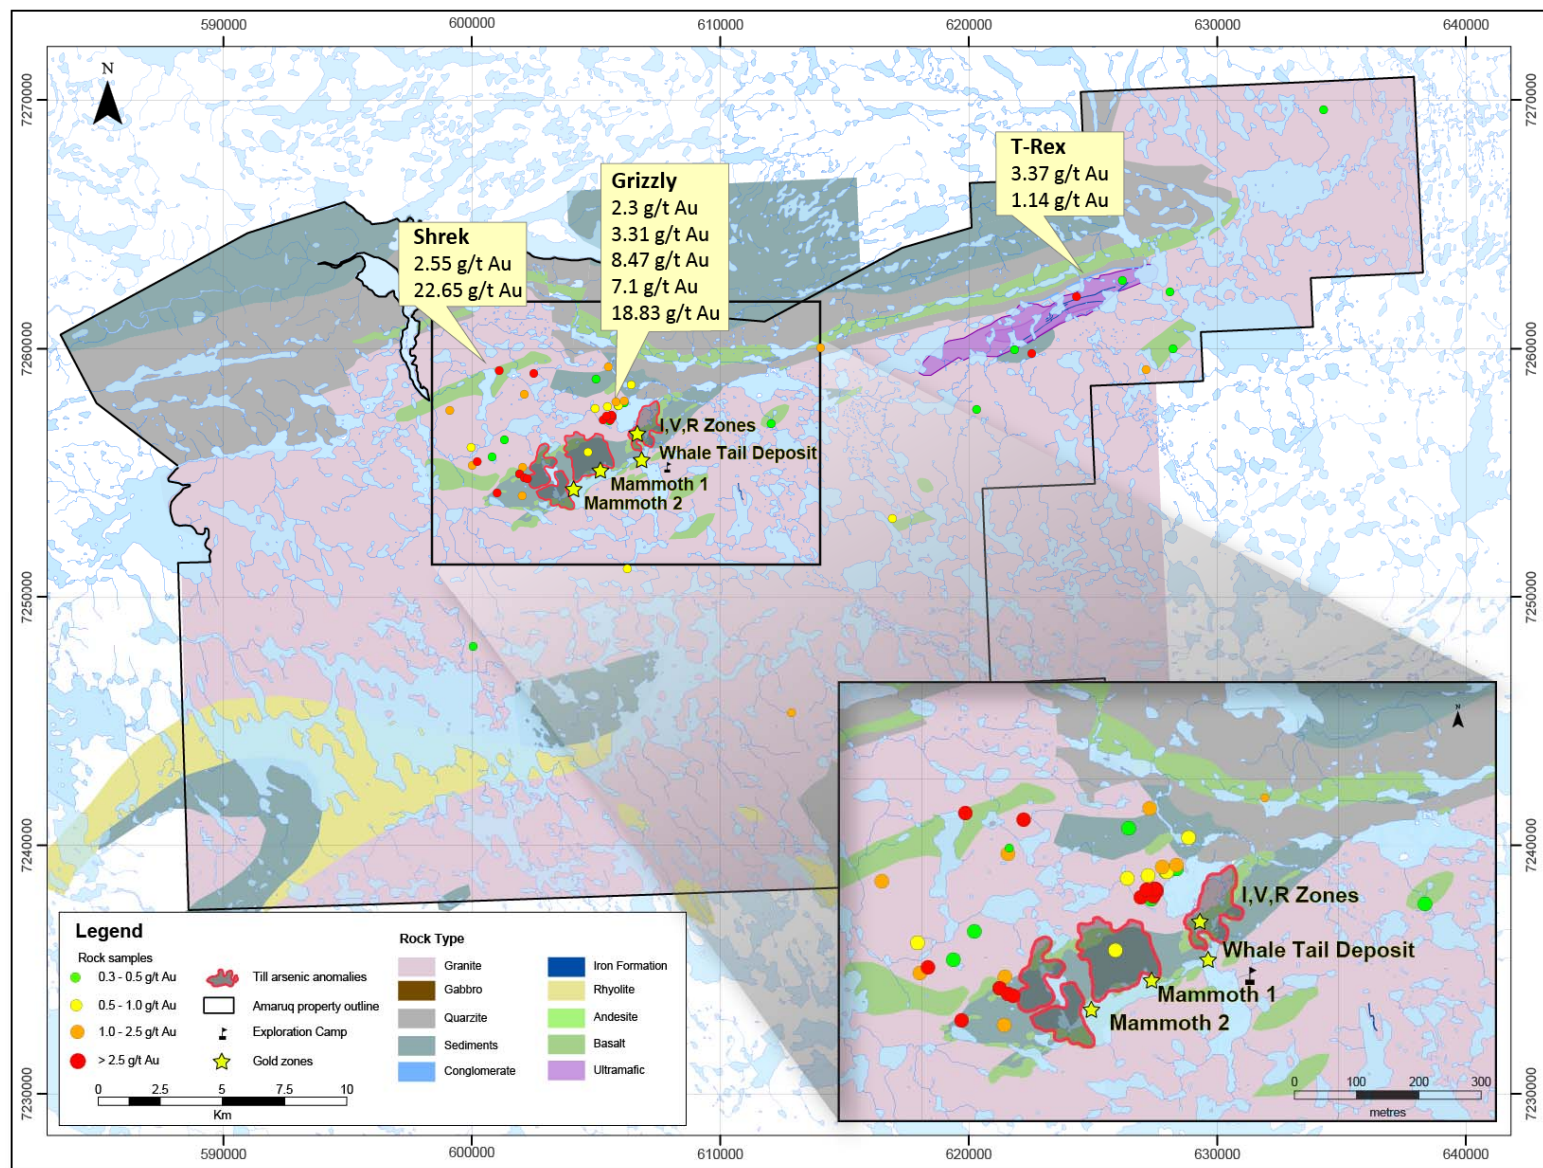 590000
600000
610000
620000
630000
640000
N
7270000
7270000
T-Rex
3.37 g/t Au
1.14 g/t Au
Grizzly
2.3 g/t Au
3.31 g/t Au
8.47 g/t Au
7.1 g/t Au
18.83 g/t Au
Shrek
2.55 g/t Au
22.65 g/t Au
7260000
7260000
I,V,R Zones
Whale Tail Deposit
Mammoth 1
Mammoth 2
7250000
7250000
N
7240000
7240000
I,V,R Zones
Whale Tail Deposit
Mammoth 1
Mammoth 2
0 100 200 300
metres
Legend
Rock samples
0.3 - 0.5 g/t Au
0.5 - 1.0 g/t Au
1.0 - 2.5 g/t Au
> 2.5 g/t Au
Till arsenic anomalies
Amaruq property outline
Exploration Camp
Gold zones
0 2.5 5 7.5 10
Km
Rock Type
Granite
Gabbro
Quarzite
Sediments
Conglomerate
Iron Formation
Rhyolite
Andesite
Basalt
Ultramafic
7230000
7230000
590000
600000
610000
620000
630000
640000